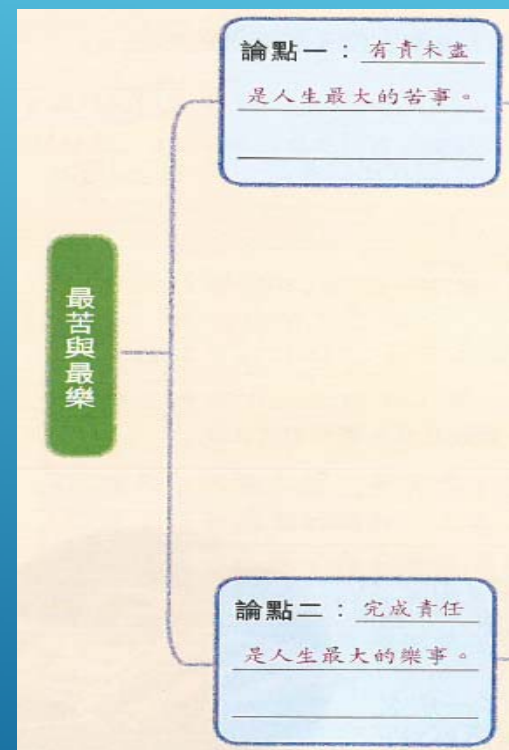 論點一：有責未盡
是人生最大的苦事。
最苦與最樂
論點二：完成責任
是人生最大的樂事。